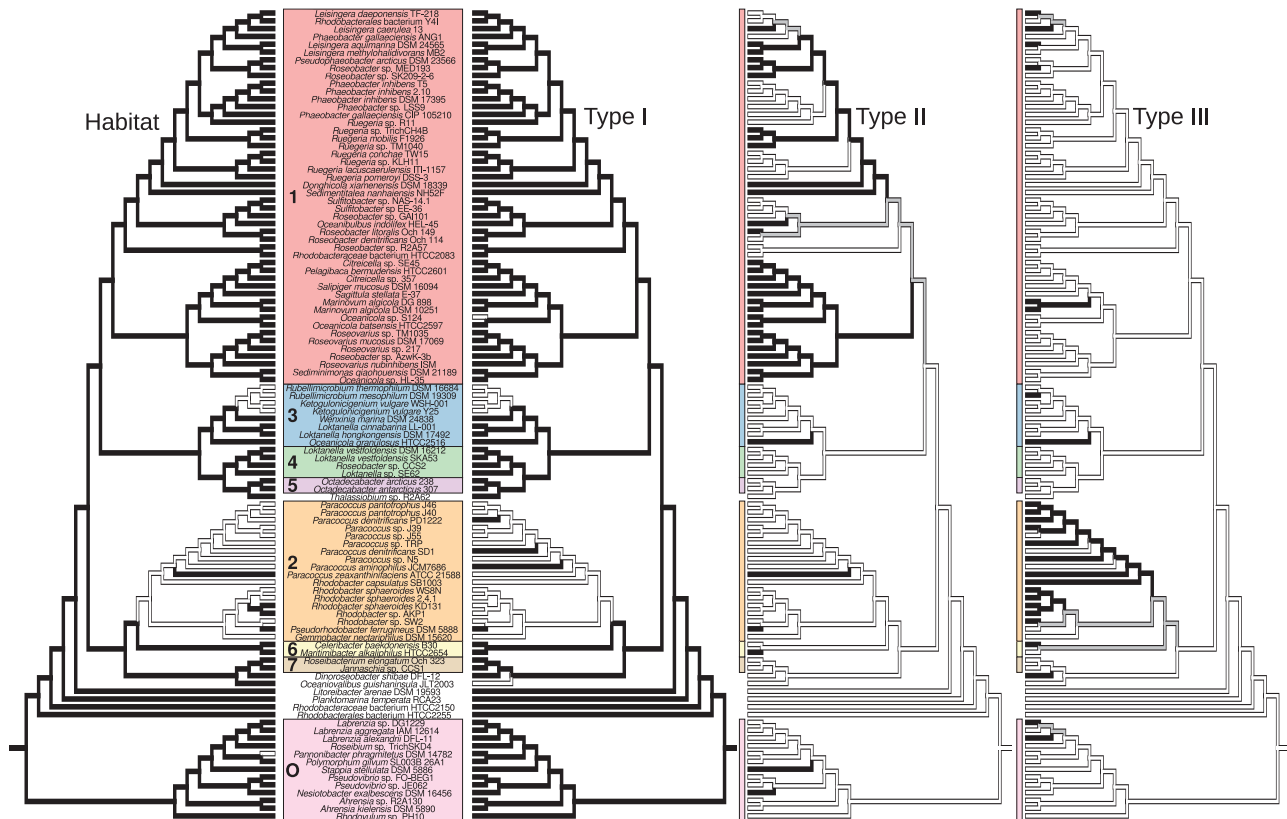 Habitat
Type I
Type II
Type III
1
Leisingera daeponensis TF-218
Rhodobacterales bacterium Y4I
Leisingera caerulea 13
Phaeobacter gallaeciensis ANG1
Leisingera aquimarina DSM 24565
Leisingera methylohalidivorans MB2
Pseudophaeobacter arcticus DSM 23566
Roseobacter sp. MED193
Roseobacter sp. SK209-2-6
Phaeobacter inhibens T5
Phaeobacter inhibens 2.10
Phaeobacter inhibens DSM 17395
Phaeobacter sp. LSS9
Phaeobacter gallaeciensis CIP 105210
Ruegeria sp. R11
Ruegeria sp. TrichCH4B
Ruegeria mobilis F1926
Ruegeria sp. TM1040
Ruegeria conchae TW15
Ruegeria sp. KLH11
Ruegeria lacuscaerulensis ITI-1157
Ruegeria pomeroyi DSS-3
Donghicola xiamenensis DSM 18339
Sedimentitalea nanhaiensis NH52F
Sulfitobacter sp. NAS-14.1
Sulfitobacter sp EE-36
Roseobacter sp. GAI101
Oceanibulbus indolifex HEL-45
Roseobacter litoralis Och 149
Roseobacter denitrificans Och 114
Roseobacter sp. R2A57
Rhodobacteraceae bacterium HTCC2083
Citreicella sp. SE45
Pelagibaca bermudensis HTCC2601
Citreicella sp. 357
Salipiger mucosus DSM 16094
Sagittula stellata E-37
Marinovum algicola DG 898
Marinovum algicola DSM 10251
Oceanicola sp. S124
Oceanicola batsensis HTCC2597
Roseovarius sp. TM1035
Roseovarius mucosus DSM 17069
Roseovarius sp. 217
Roseobacter sp. AzwK-3b
Roseovarius nubinhibens ISM
Sediminimonas qiaohouensis DSM 21189
Oceanicola sp. HL-35
3
Rubellimicrobium thermophilum DSM 16684
Rubellimicrobium mesophilum DSM 19309
Ketogulonicigenium vulgare WSH-001
Ketogulonicigenium vulgare Y25
Wenxinia marina DSM 24838
Loktanella cinnabarina LL-001
Loktanella hongkongensis DSM 17492
Oceanicola granulosus HTCC2516
4
Loktanella vestfoldensis DSM 16212
Loktanella vestfoldensis SKA53
Roseobacter sp. CCS2
Loktanella sp. SE62
5
Octadecabacter arcticus 238
Octadecabacter antarcticus 307
Thalassiobium sp. R2A62
2
Paracoccus pantotrophus J46
Paracoccus pantotrophus J40
Paracoccus denitrificans PD1222
Paracoccus sp. J39
Paracoccus sp. J55
Paracoccus sp. TRP
Paracoccus denitrificans SD1
Paracoccus sp. N5
Paracoccus aminophilus JCM7686
Paracoccus zeaxanthinifaciens ATCC 21588
Rhodobacter capsulatus SB1003
Rhodobacter sphaeroides WS8N
Rhodobacter sphaeroides 2.4.1
Rhodobacter sphaeroides KD131
Rhodobacter sp. AKP1
Rhodobacter sp. SW2
Pseudorhodobacter ferrugineus DSM 5888
Gemmobacter nectariphilus DSM 15620
6
Celeribacter baekdonensis B30
Maritimibacter alkaliphilus HTCC2654
7
Roseibacterium elongatum Och 323
Jannaschia sp. CCS1
Dinoroseobacter shibae DFL-12
Oceaniovalibus guishaninsula JLT2003
Litoreibacter arenae DSM 19593
Planktomarina temperata RCA23
Rhodobacteraceae bacterium HTCC2150
Rhodobacterales bacterium HTCC2255
O
Labrenzia sp. DG1229
Labrenzia aggregata IAM 12614
Labrenzia alexandrii DFL-11
Roseibium sp. TrichSKD4
Pannonibacter phragmitetus DSM 14782
Polymorphum gilvum SL003B 26A1
Stappia stellulata DSM 5886
Pseudovibrio sp. FO-BEG1
Pseudovibrio sp. JE062
Nesiotobacter exalbescens DSM 16456
Ahrensia sp. R2A130
Ahrensia kielensis DSM 5890
Rhodovulum sp. PH10